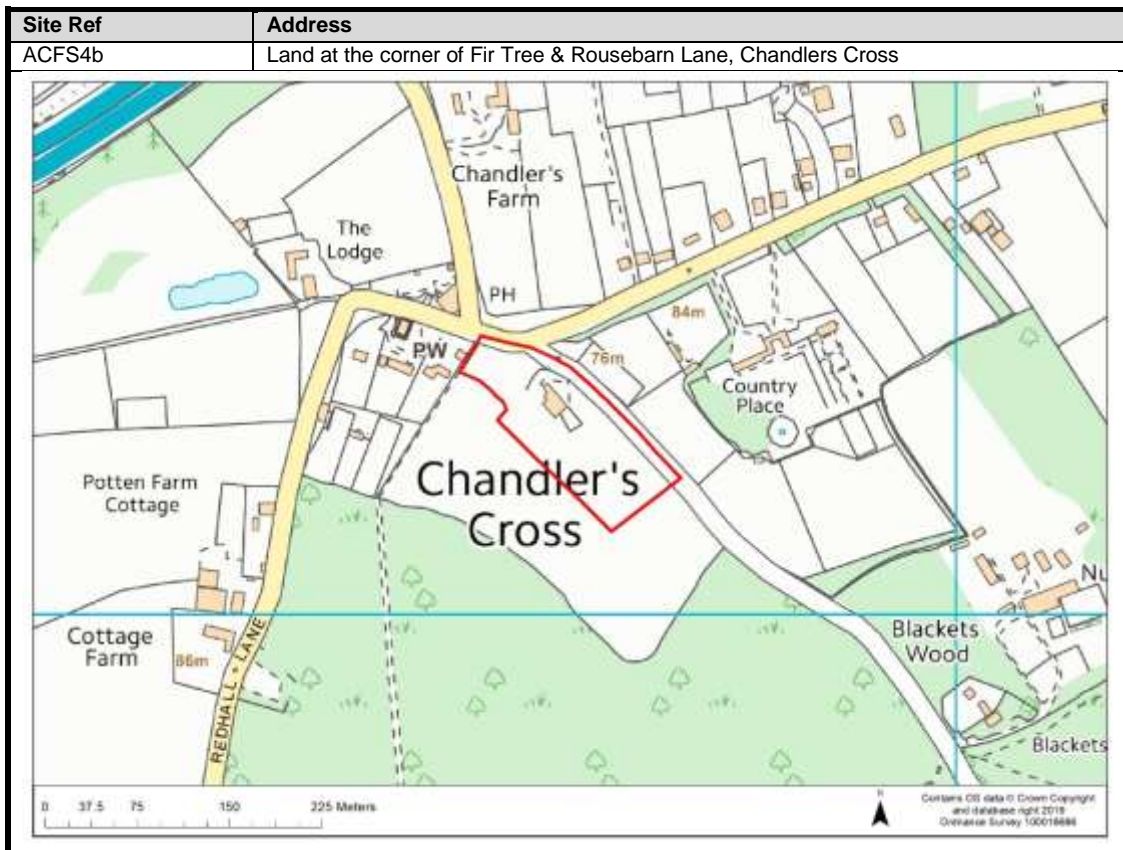 Site Ref Address
ACFS4b Land at the corner of Fir Tree & Rousebarn Lane, Chandlers Cross
Chandler's
Farm
The
Lodge
PH
84m
PW
76m
Country
Place
Chandler's
Cross
Potten Farm
Cottage
Nu
Cottage
Farm
86m
REDHALL LANE
Blackets
Wood
Blackets
0 37.5 75 150 225 Meters
N
Contains OS data © Crown Copyright
and database right 2019
Ordnance Survey 100018686